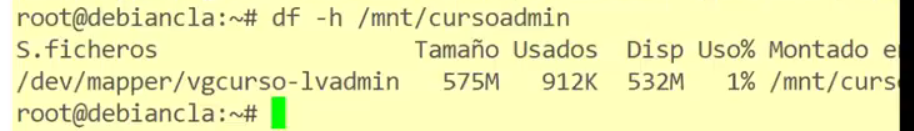 root@debiancla:~# df -h /mnt/cursoadmin
S.ficheros Tamaño Usados Disp Uso% Montado
/dev/mapper/vgcurso-lvadmin 575M 912K 532M 1% /mnt/curs
root@debiancla:~#